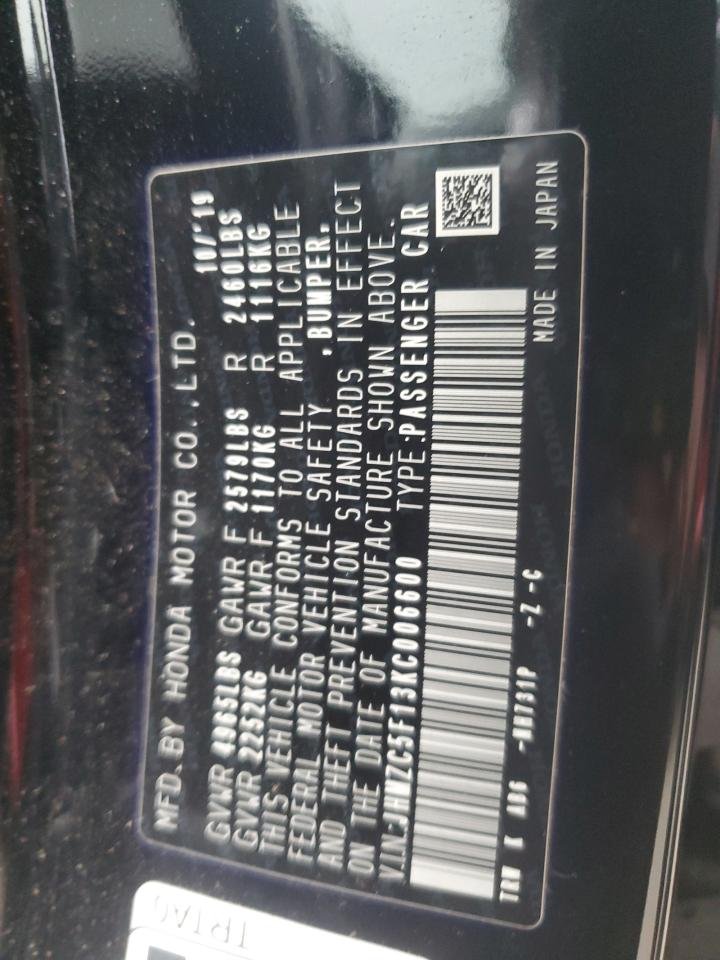 MFD.BY HONDA MOTOR CO.,LTD. 10/'19
GVWR 4965LBS GAWR F 2579LBS R 2460LBS
GVWR 2252KG GAWR F 1170KG R 1116KG
THIS VEHICLE CONFORMS TO ALL APPLICABLE
FEDERAL MOTOR VEHICLE SAFETY ,BUMPER,
AND THEFT PREVENTION STANDARDS IN EFFECT
ON THE DATE OF MANUFACTURE SHOWN ABOVE.
VIN:JHMZC5F13KC006600 TYPE:PASSENGER CAR
-NH731P -Z -C
MADE IN JAPAN